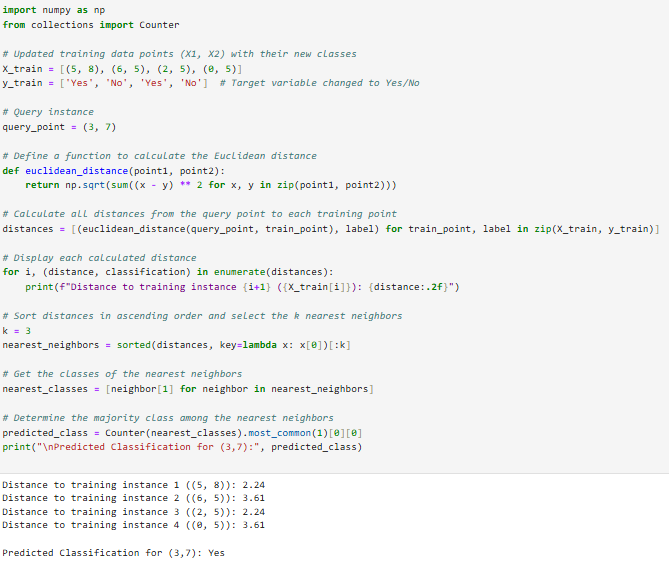 import numpy as np
from collections import Counter
# Updated training data points (X1, X2) with their new classes
X_train = [(5, 8), (6, 5), (2, 5), (0, 5)]
y_train = ['Yes', 'No', 'Yes', 'No']  # Target variable changed to Yes/No
# Query instance
query_point = (3, 7)
# Define a function to calculate the Euclidean distance
def euclidean_distance(point1, point2):
    return np.sqrt(sum((x - y) ** 2 for x, y in zip(point1, point2)))
# Calculate all distances from the query point to each training point
distances = [(euclidean_distance(query_point, train_point), label) for train_point, label in zip(X_train, y_train)]
# Display each calculated distance
for i, (distance, classification) in enumerate(distances):
    print(f"Distance to training instance {i+1} ({X_train[i]}): {distance:.2f}")
# Sort distances in ascending order and select the k nearest neighbors
k = 3
nearest_neighbors = sorted(distances, key=lambda x: x[0])[:k]
# Get the classes of the nearest neighbors
nearest_classes = [neighbor[1] for neighbor in nearest_neighbors]
# Determine the majority class among the nearest neighbors
predicted_class = Counter(nearest_classes).most_common(1)[0][0]
print("\nPredicted Classification for (3,7):", predicted_class)
Distance to training instance 1 ((5, 8)): 2.24
Distance to training instance 2 ((6, 5)): 3.61
Distance to training instance 3 ((2, 5)): 2.24
Distance to training instance 4 ((0, 5)): 3.61
Predicted Classification for (3,7): Yes